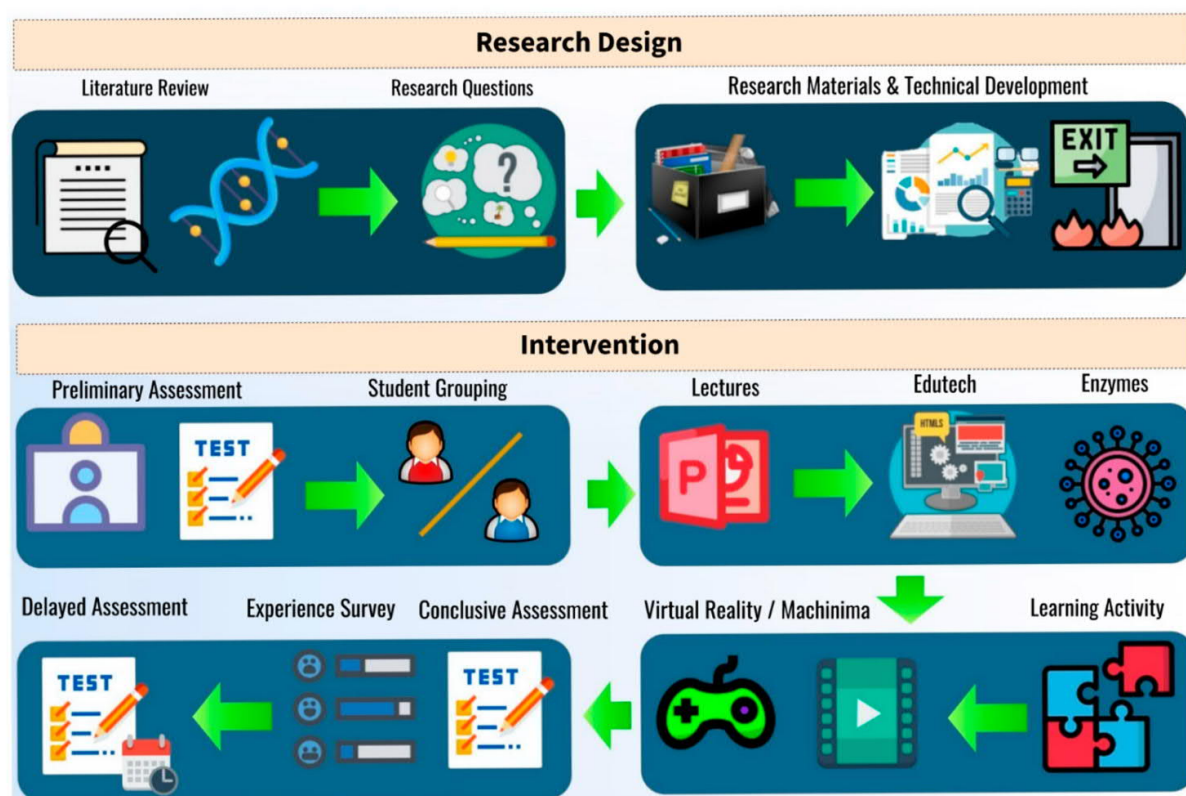 Research Design
Literature Review
Research Questions
Research Materials & Technical Development
EXIT
Intervention
Preliminary Assessment
Student Grouping
Lectures
Edutech
Enzymes
TEST
P
HTML5
Delayed Assessment
Experience Survey
Conclusive Assessment
Virtual Reality / Machinima
Learning Activity
TEST
TEST